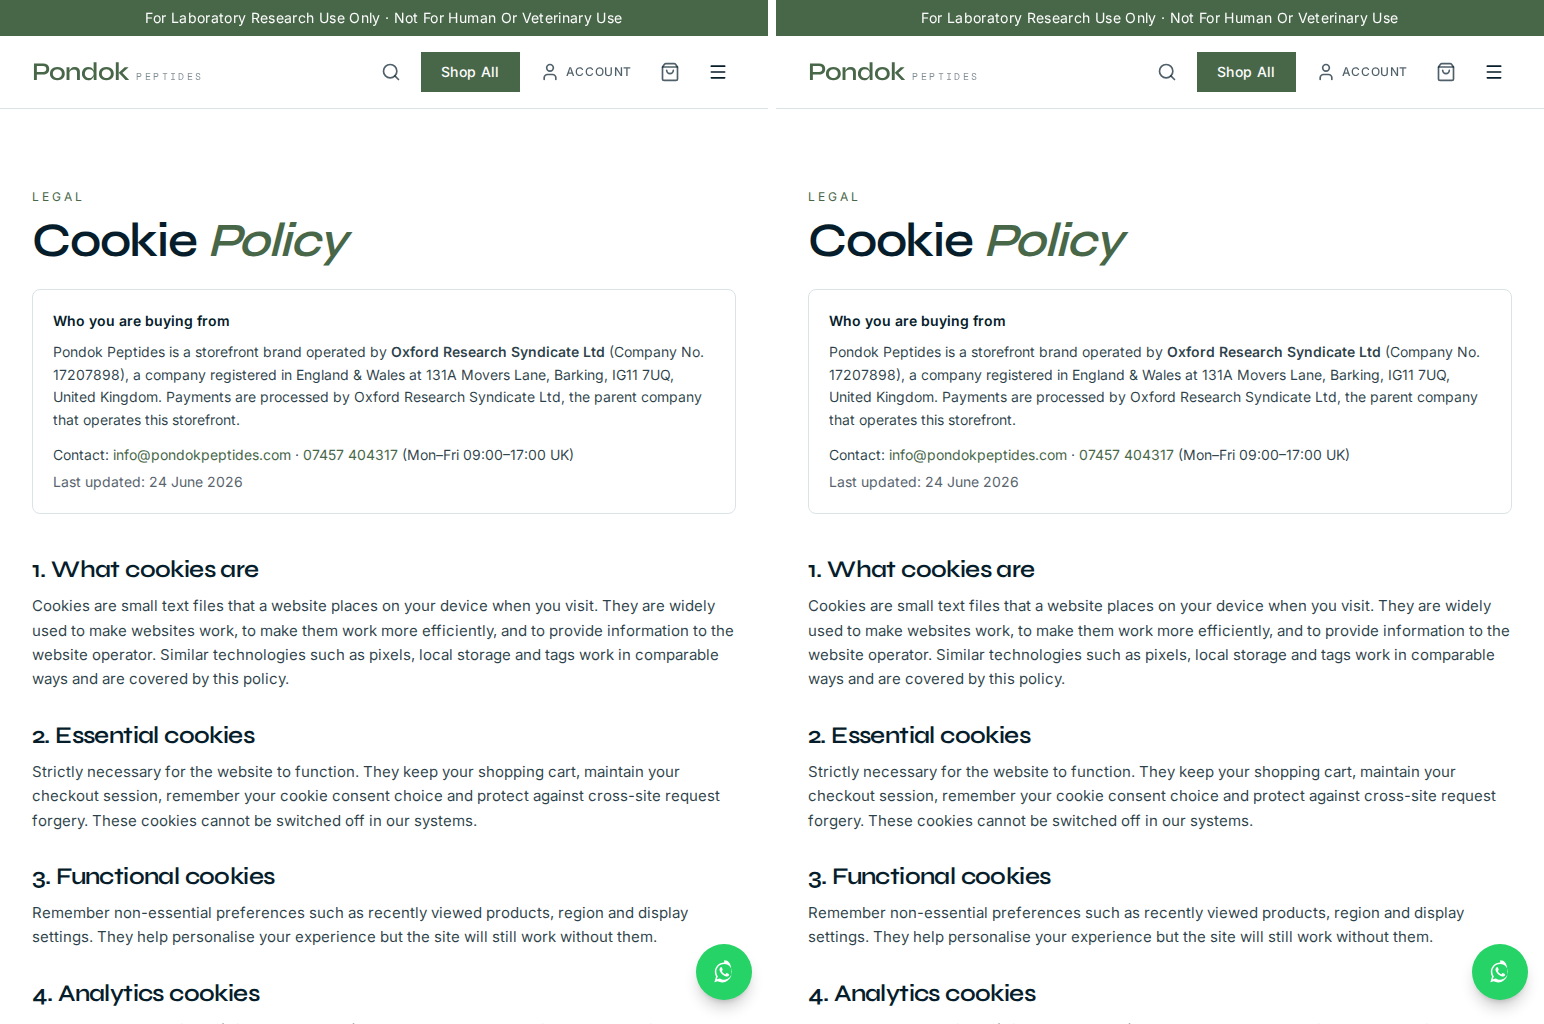 For Laboratory Research Use Only · Not For Human Or Veterinary Use
Pondok PEPTIDES
Shop All
ACCOUNT
LEGAL
Cookie Policy
Who you are buying from
Pondok Peptides is a storefront brand operated by Oxford Research Syndicate Ltd (Company No.
17207898), a company registered in England & Wales at 131A Movers Lane, Barking, IG11 7UQ,
United Kingdom. Payments are processed by Oxford Research Syndicate Ltd, the parent company
that operates this storefront.
Contact: info@pondokpeptides.com · 07457 404317 (Mon–Fri 09:00–17:00 UK)
Last updated: 24 June 2026
1. What cookies are
Cookies are small text files that a website places on your device when you visit. They are widely
used to make websites work, to make them work more efficiently, and to provide information to the
website operator. Similar technologies such as pixels, local storage and tags work in comparable
ways and are covered by this policy.
2. Essential cookies
Strictly necessary for the website to function. They keep your shopping cart, maintain your
checkout session, remember your cookie consent choice and protect against cross-site request
forgery. These cookies cannot be switched off in our systems.
3. Functional cookies
Remember non-essential preferences such as recently viewed products, region and display
settings. They help personalise your experience but the site will still work without them.
4. Analytics cookies
For Laboratory Research Use Only · Not For Human Or Veterinary Use
Pondok PEPTIDES
Shop All
ACCOUNT
LEGAL
Cookie Policy
Who you are buying from
Pondok Peptides is a storefront brand operated by Oxford Research Syndicate Ltd (Company No.
17207898), a company registered in England & Wales at 131A Movers Lane, Barking, IG11 7UQ,
United Kingdom. Payments are processed by Oxford Research Syndicate Ltd, the parent company
that operates this storefront.
Contact: info@pondokpeptides.com · 07457 404317 (Mon–Fri 09:00–17:00 UK)
Last updated: 24 June 2026
1. What cookies are
Cookies are small text files that a website places on your device when you visit. They are widely
used to make websites work, to make them work more efficiently, and to provide information to the
website operator. Similar technologies such as pixels, local storage and tags work in comparable
ways and are covered by this policy.
2. Essential cookies
Strictly necessary for the website to function. They keep your shopping cart, maintain your
checkout session, remember your cookie consent choice and protect against cross-site request
forgery. These cookies cannot be switched off in our systems.
3. Functional cookies
Remember non-essential preferences such as recently viewed products, region and display
settings. They help personalise your experience but the site will still work without them.
4. Analytics cookies